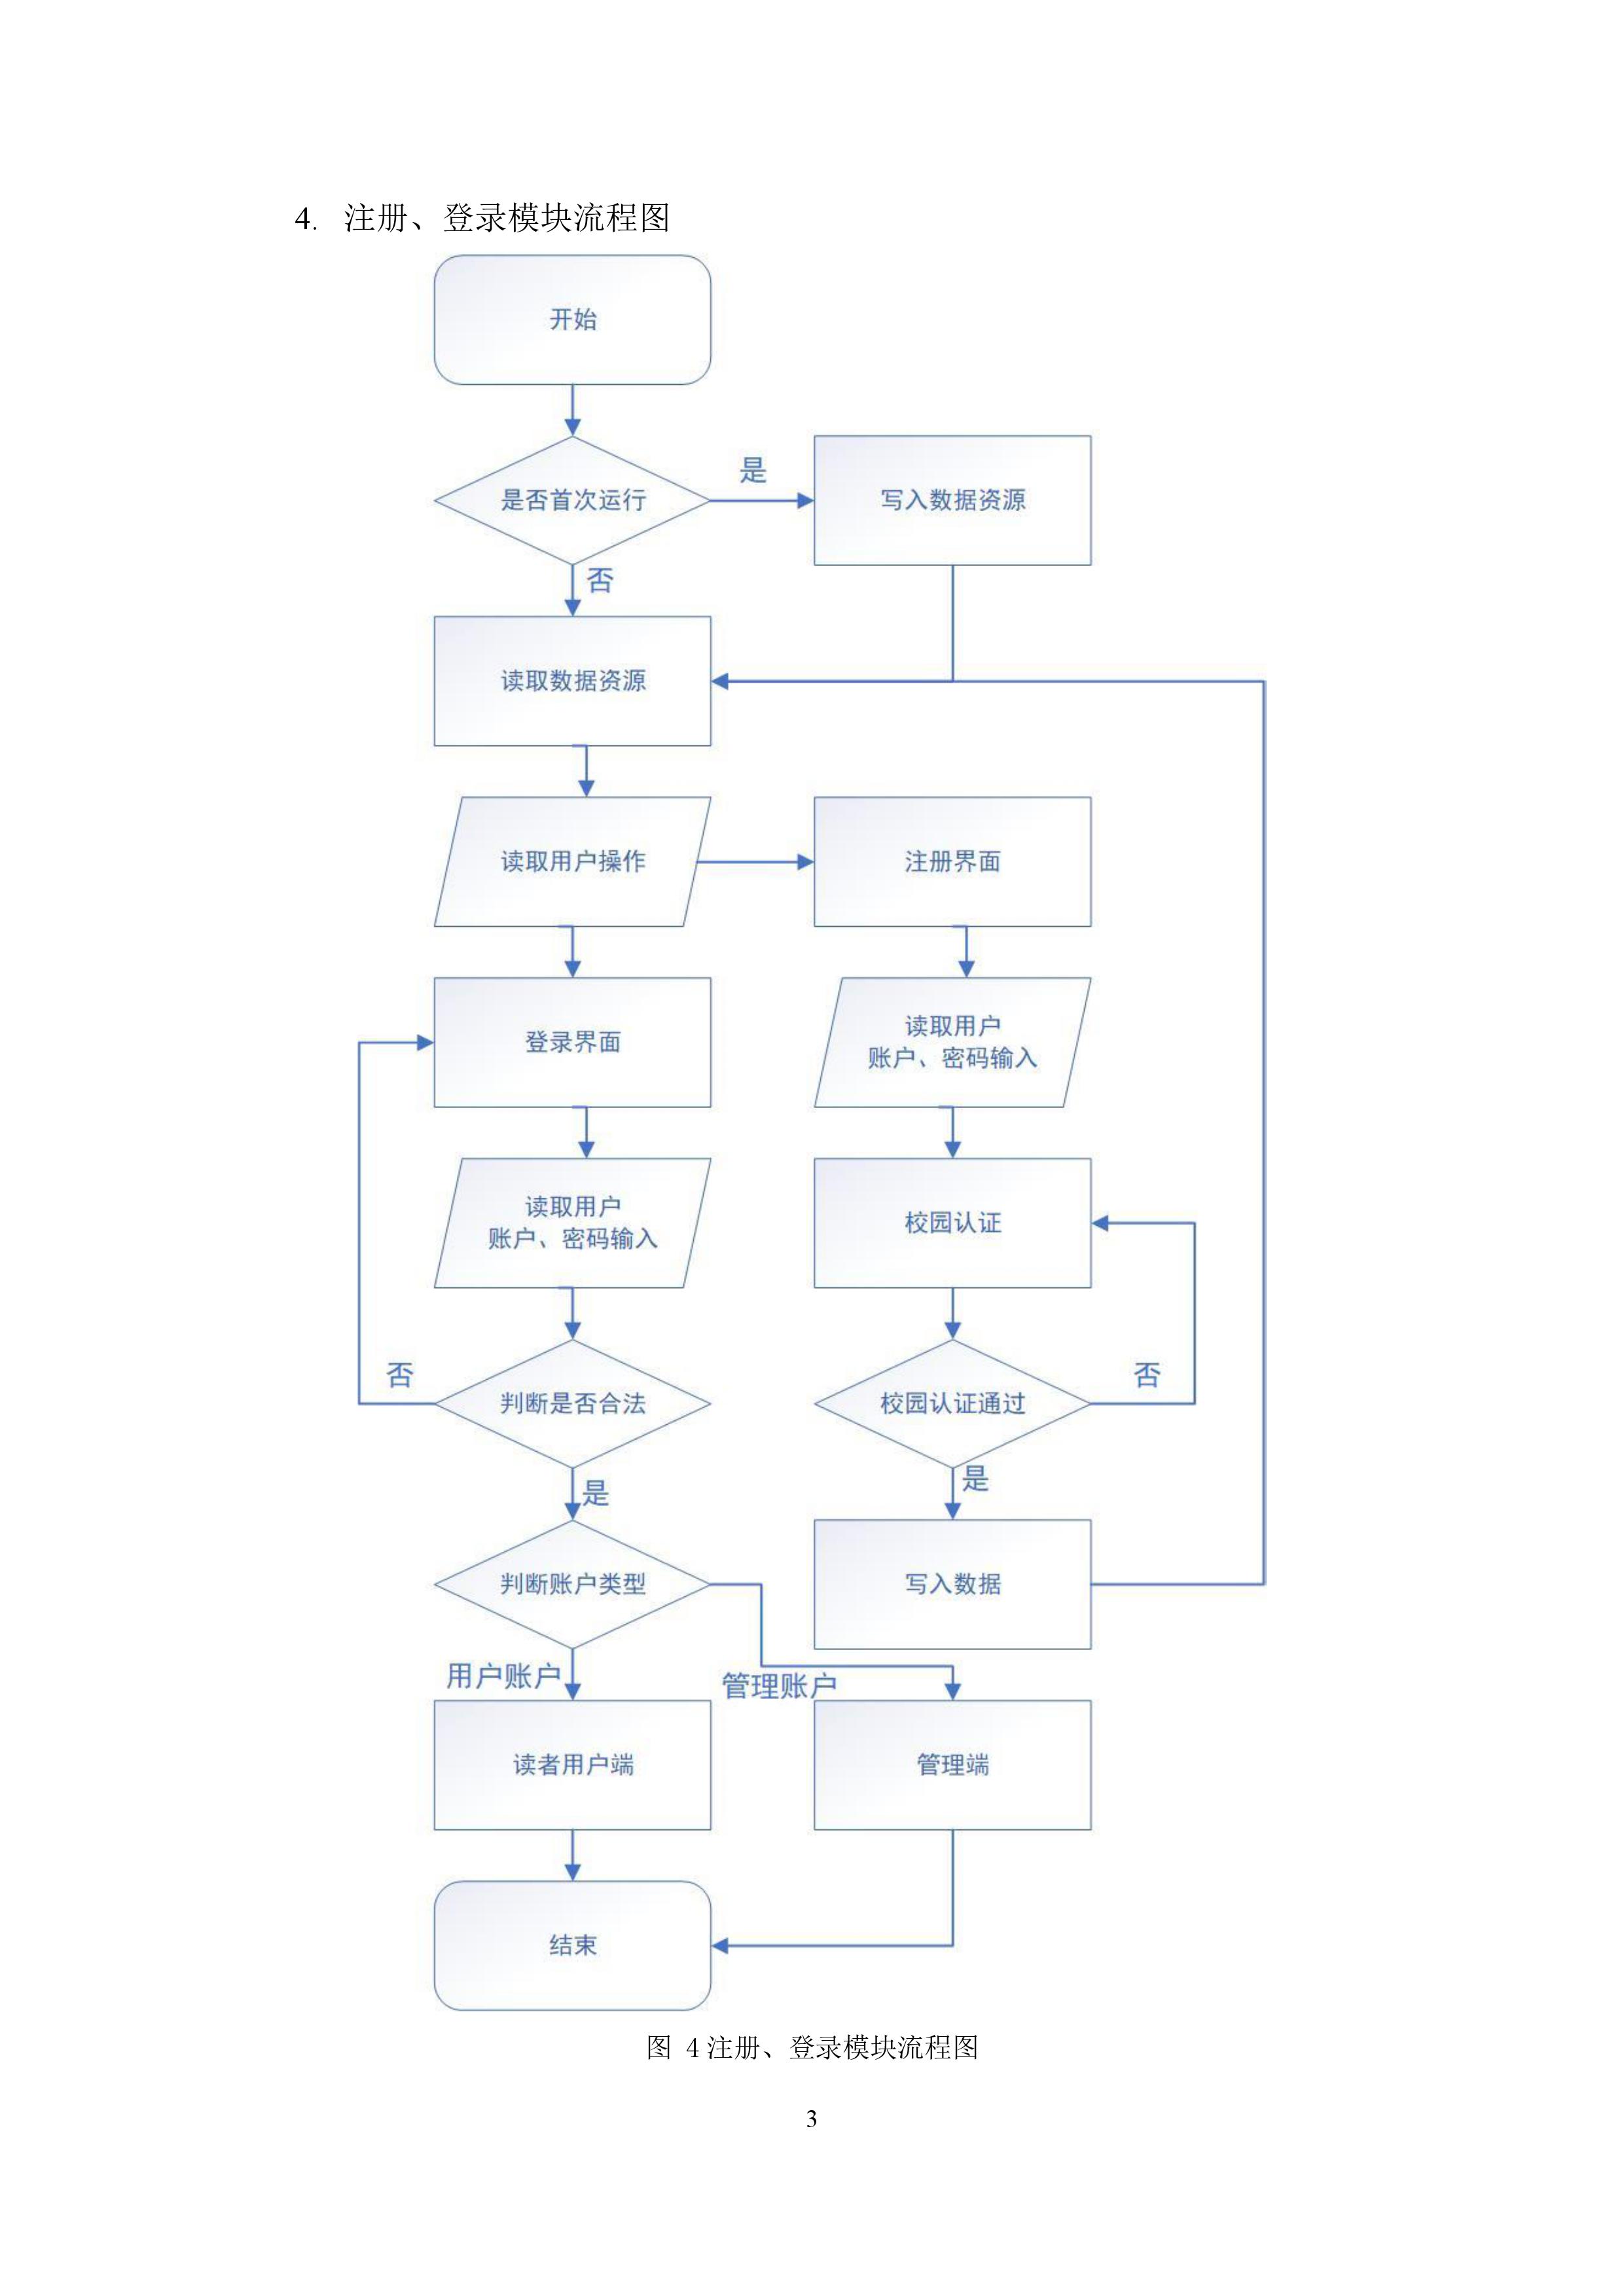 4. 注册、登录模块流程图
开始
是否首次运行
是
写入数据资源
否
读取数据资源
读取用户操作
注册界面
登录界面
读取用户
账户、密码输入
读取用户
账户、密码输入
校园认证
否
判断是否合法
校园认证通过
否
是
是
判断账户类型
写入数据
用户账户
管理账户
读者用户端
管理端
结束
图 4 注册、登录模块流程图
3